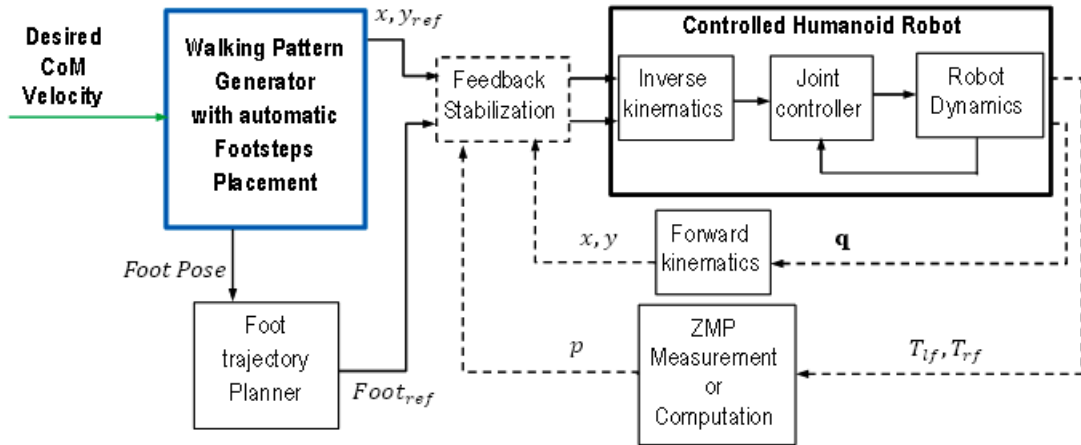 Desired
CoM
Velocity
Walking Pattern
Generator
with automatic
Footsteps
Placement
x, y_ref
Feedback
Stabilization
Controlled Humanoid Robot
Inverse
kinematics
Joint
controller
Robot
Dynamics
Foot Pose
Foot
trajectory
Planner
Foot_ref
x, y
Forward
kinematics
q
p
ZMP
Measurement
or
Computation
T_lf, T_rf